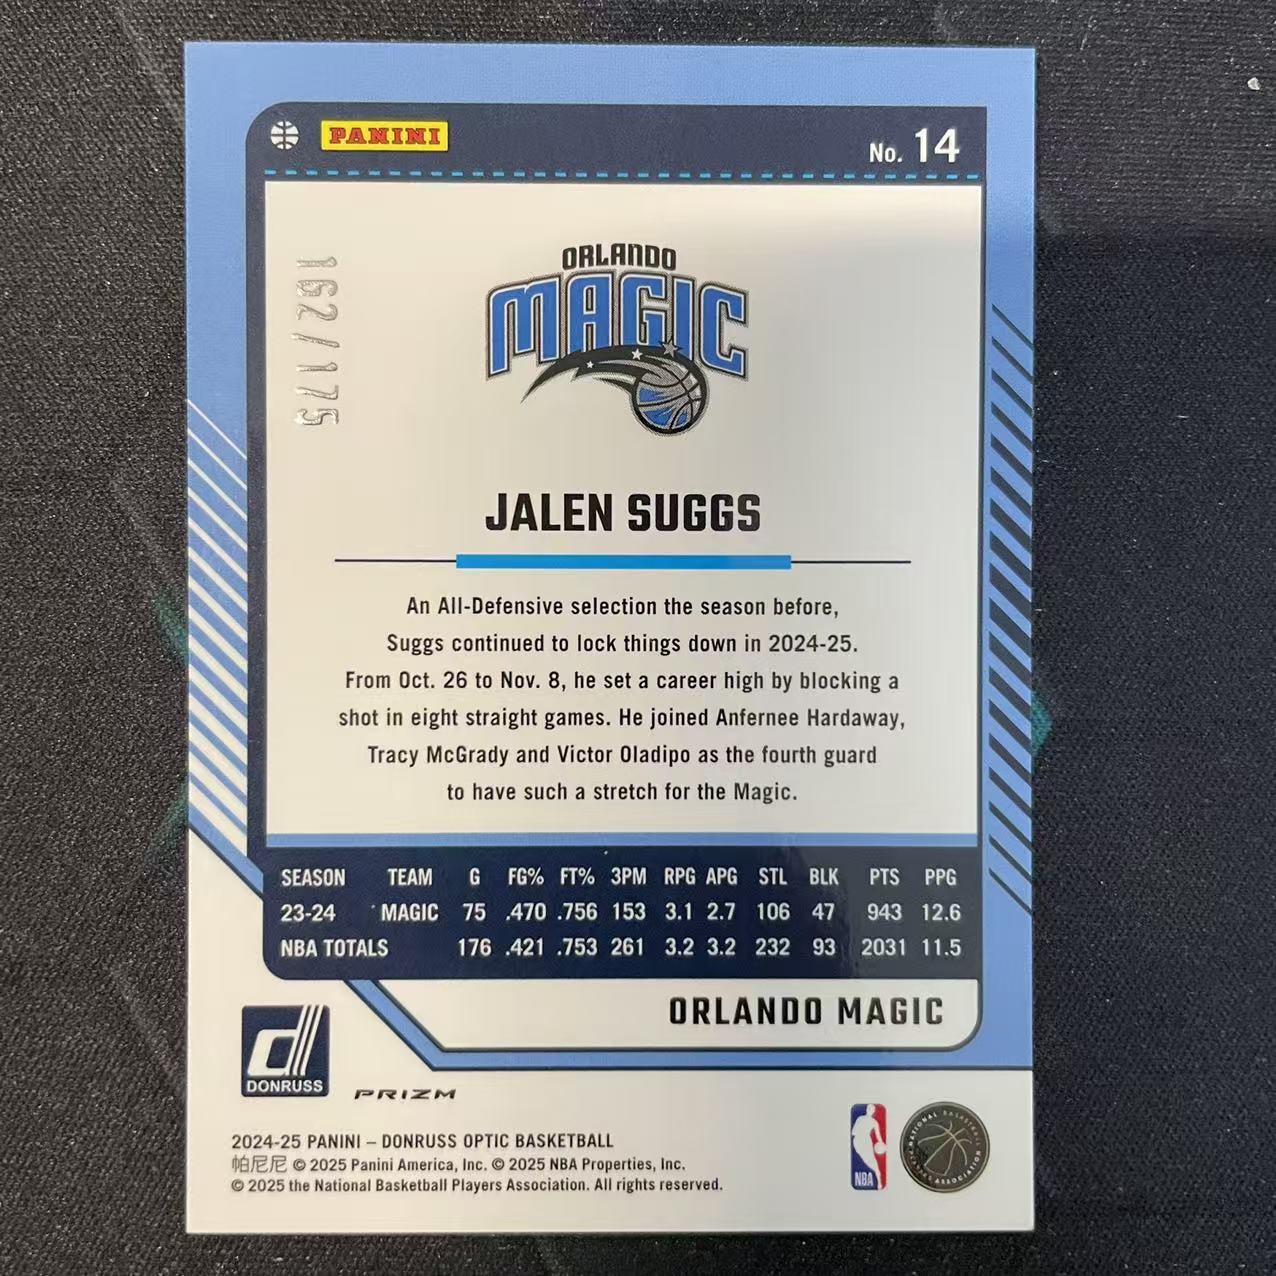 PANINI
No. 14
162/175
ORLANDO
MAGIC
JALEN SUGGS
An All-Defensive selection the season before,
Suggs continued to lock things down in 2024-25.
From Oct. 26 to Nov. 8, he set a career high by blocking a
shot in eight straight games. He joined Anfernee Hardaway,
Tracy McGrady and Victor Oladipo as the fourth guard
to have such a stretch for the Magic.
SEASON TEAM G FG% FT% 3PM RPG APG STL BLK PTS PPG
23-24 MAGIC 75 .470 .756 153 3.1 2.7 106 47 943 12.6
NBA TOTALS 176 .421 .753 261 3.2 3.2 232 93 2031 11.5
ORLANDO MAGIC
d
DONRUSS
PRIZM
2024-25 PANINI – DONRUSS OPTIC BASKETBALL
帕尼尼 © 2025 Panini America, Inc. © 2025 NBA Properties, Inc.
© 2025 the National Basketball Players Association. All rights reserved.
NBA
NATIONAL BASKETBALL
PLAYERS ASSOCIATION